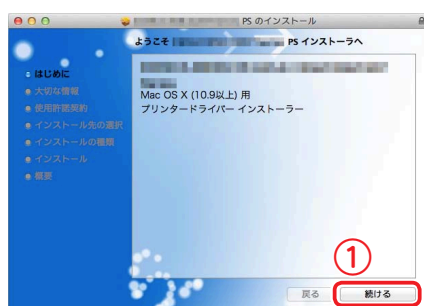 PS のインストール
ようこそ PS インストーラへ
はじめに
大切な情報
使用許諾契約
インストール先の選択
インストールの種類
インストール
概要
Mac OS X (10.9以上) 用
プリンタードライバー インストーラー
①
戻る
続ける